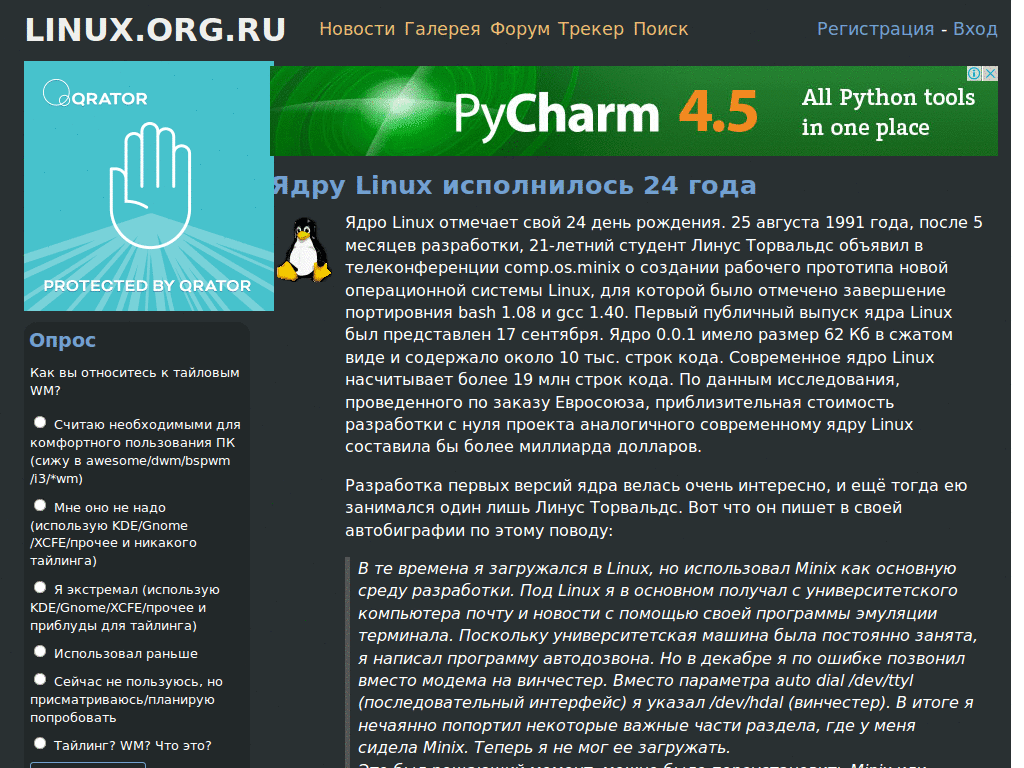 LINUX.ORG.RU
Новости Галерея Форум Трекер Поиск
Регистрация - Вход
QRATOR
PROTECTED BY QRATOR
PyCharm 4.5
All Python tools
in one place
Ядру Linux исполнилось 24 года
Ядро Linux отмечает свой 24 день рождения. 25 августа 1991 года, после 5
месяцев разработки, 21-летний студент Линус Торвальдс объявил в
телеконференции comp.os.minix о создании рабочего прототипа новой
операционной системы Linux, для которой было отмечено завершение
портировния bash 1.08 и gcc 1.40. Первый публичный выпуск ядра Linux
был представлен 17 сентября. Ядро 0.0.1 имело размер 62 Кб в сжатом
виде и содержало около 10 тыс. строк кода. Современное ядро Linux
насчитывает более 19 млн строк кода. По данным исследования,
проведенного по заказу Евросоюза, приблизительная стоимость
разработки с нуля проекта аналогичного современному ядру Linux
составила бы более миллиарда долларов.
Разработка первых версий ядра велась очень интересно, и ещё тогда ею
занимался один лишь Линус Торвальдс. Вот что он пишет в своей
автобиграфии по этому поводу:
В те времена я загружался в Linux, но использовал Minix как основную
среду разработки. Под Linux я в основном получал с университетского
компьютера почту и новости с помощью своей программы эмуляции
терминала. Поскольку университетская машина была постоянно занята,
я написал программу автодозвона. Но в декабре я по ошибке позвонил
вместо модема на винчестер. Вместо параметра auto dial /dev/ttyl
(последовательный интерфейс) я указал /dev/hdal (винчестер). В итоге я
нечаянно попортил некоторые важные части раздела, где у меня
сидела Minix. Теперь я не мог ее загружать.
Опрос
Как вы относитесь к тайловым
WM?
Считаю необходимыми для
комфортного пользования ПК
(сижу в awesome/dwm/bspwm
/i3/*wm)
Мне оно не надо
(использую KDE/Gnome
/XCFE/прочее и никакого
тайлинга)
Я экстремал (использую
KDE/Gnome/XCFE/прочее и
приблуды для тайлинга)
Использовал раньше
Сейчас не пользуюсь, но
присматриваюсь/планирую
попробовать
Тайлинг? WM? Что это?